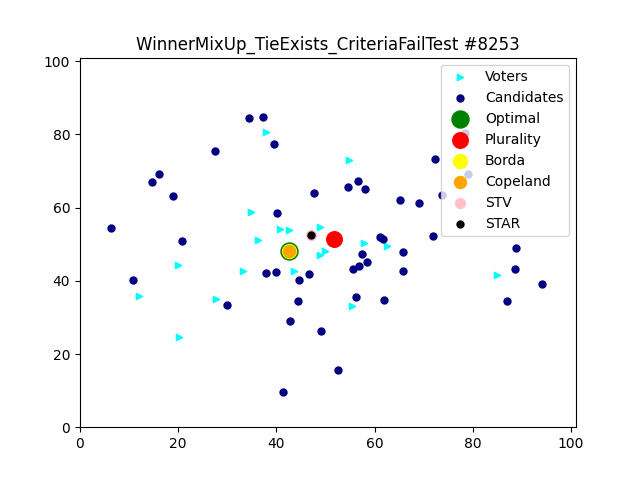 WinnerMixUp_TieExists_CriteriaFailTest #8253
100
80
60
40
20
0
0
20
40
60
80
100
Voters
Candidates
Optimal
Plurality
Borda
Copeland
STV
STAR